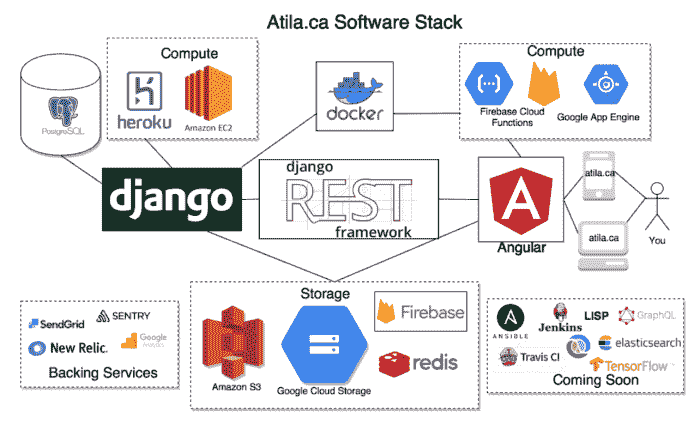 Atila.ca Software Stack
PostgreSQL
Compute
heroku
Amazon EC2
docker
Compute
Firebase Cloud
Functions
Google App Engine
django
django
REST
framework
Angular
atila.ca
atila.ca
You
SendGrid
SENTRY
New Relic.
Google
Analytics
Backing Services
Storage
Amazon S3
Google Cloud Storage
Firebase
redis
ANSIBLE
Jenkins
LISP
GraphQL
Travis CI
elasticsearch
TensorFlow
Coming Soon